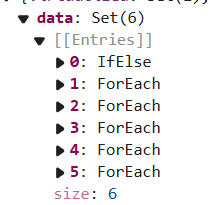 data: Set(6)
[[Entries]]
0: IfElse
1: ForEach
2: ForEach
3: ForEach
4: ForEach
5: ForEach
size: 6